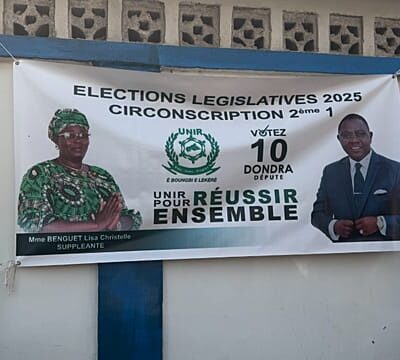 ELECTIONS LEGISLATIVES 2025
CIRCONSCRIPTION 2ème 1
UNIR
E BOUNGBI E LEKERE
VOTEZ
10
DONDRA
DÉPUTÉ
UNIR
POUR RÉUSSIR
ENSEMBLE
Mme BENGUET Lisa Christelle
SUPPLEANTE